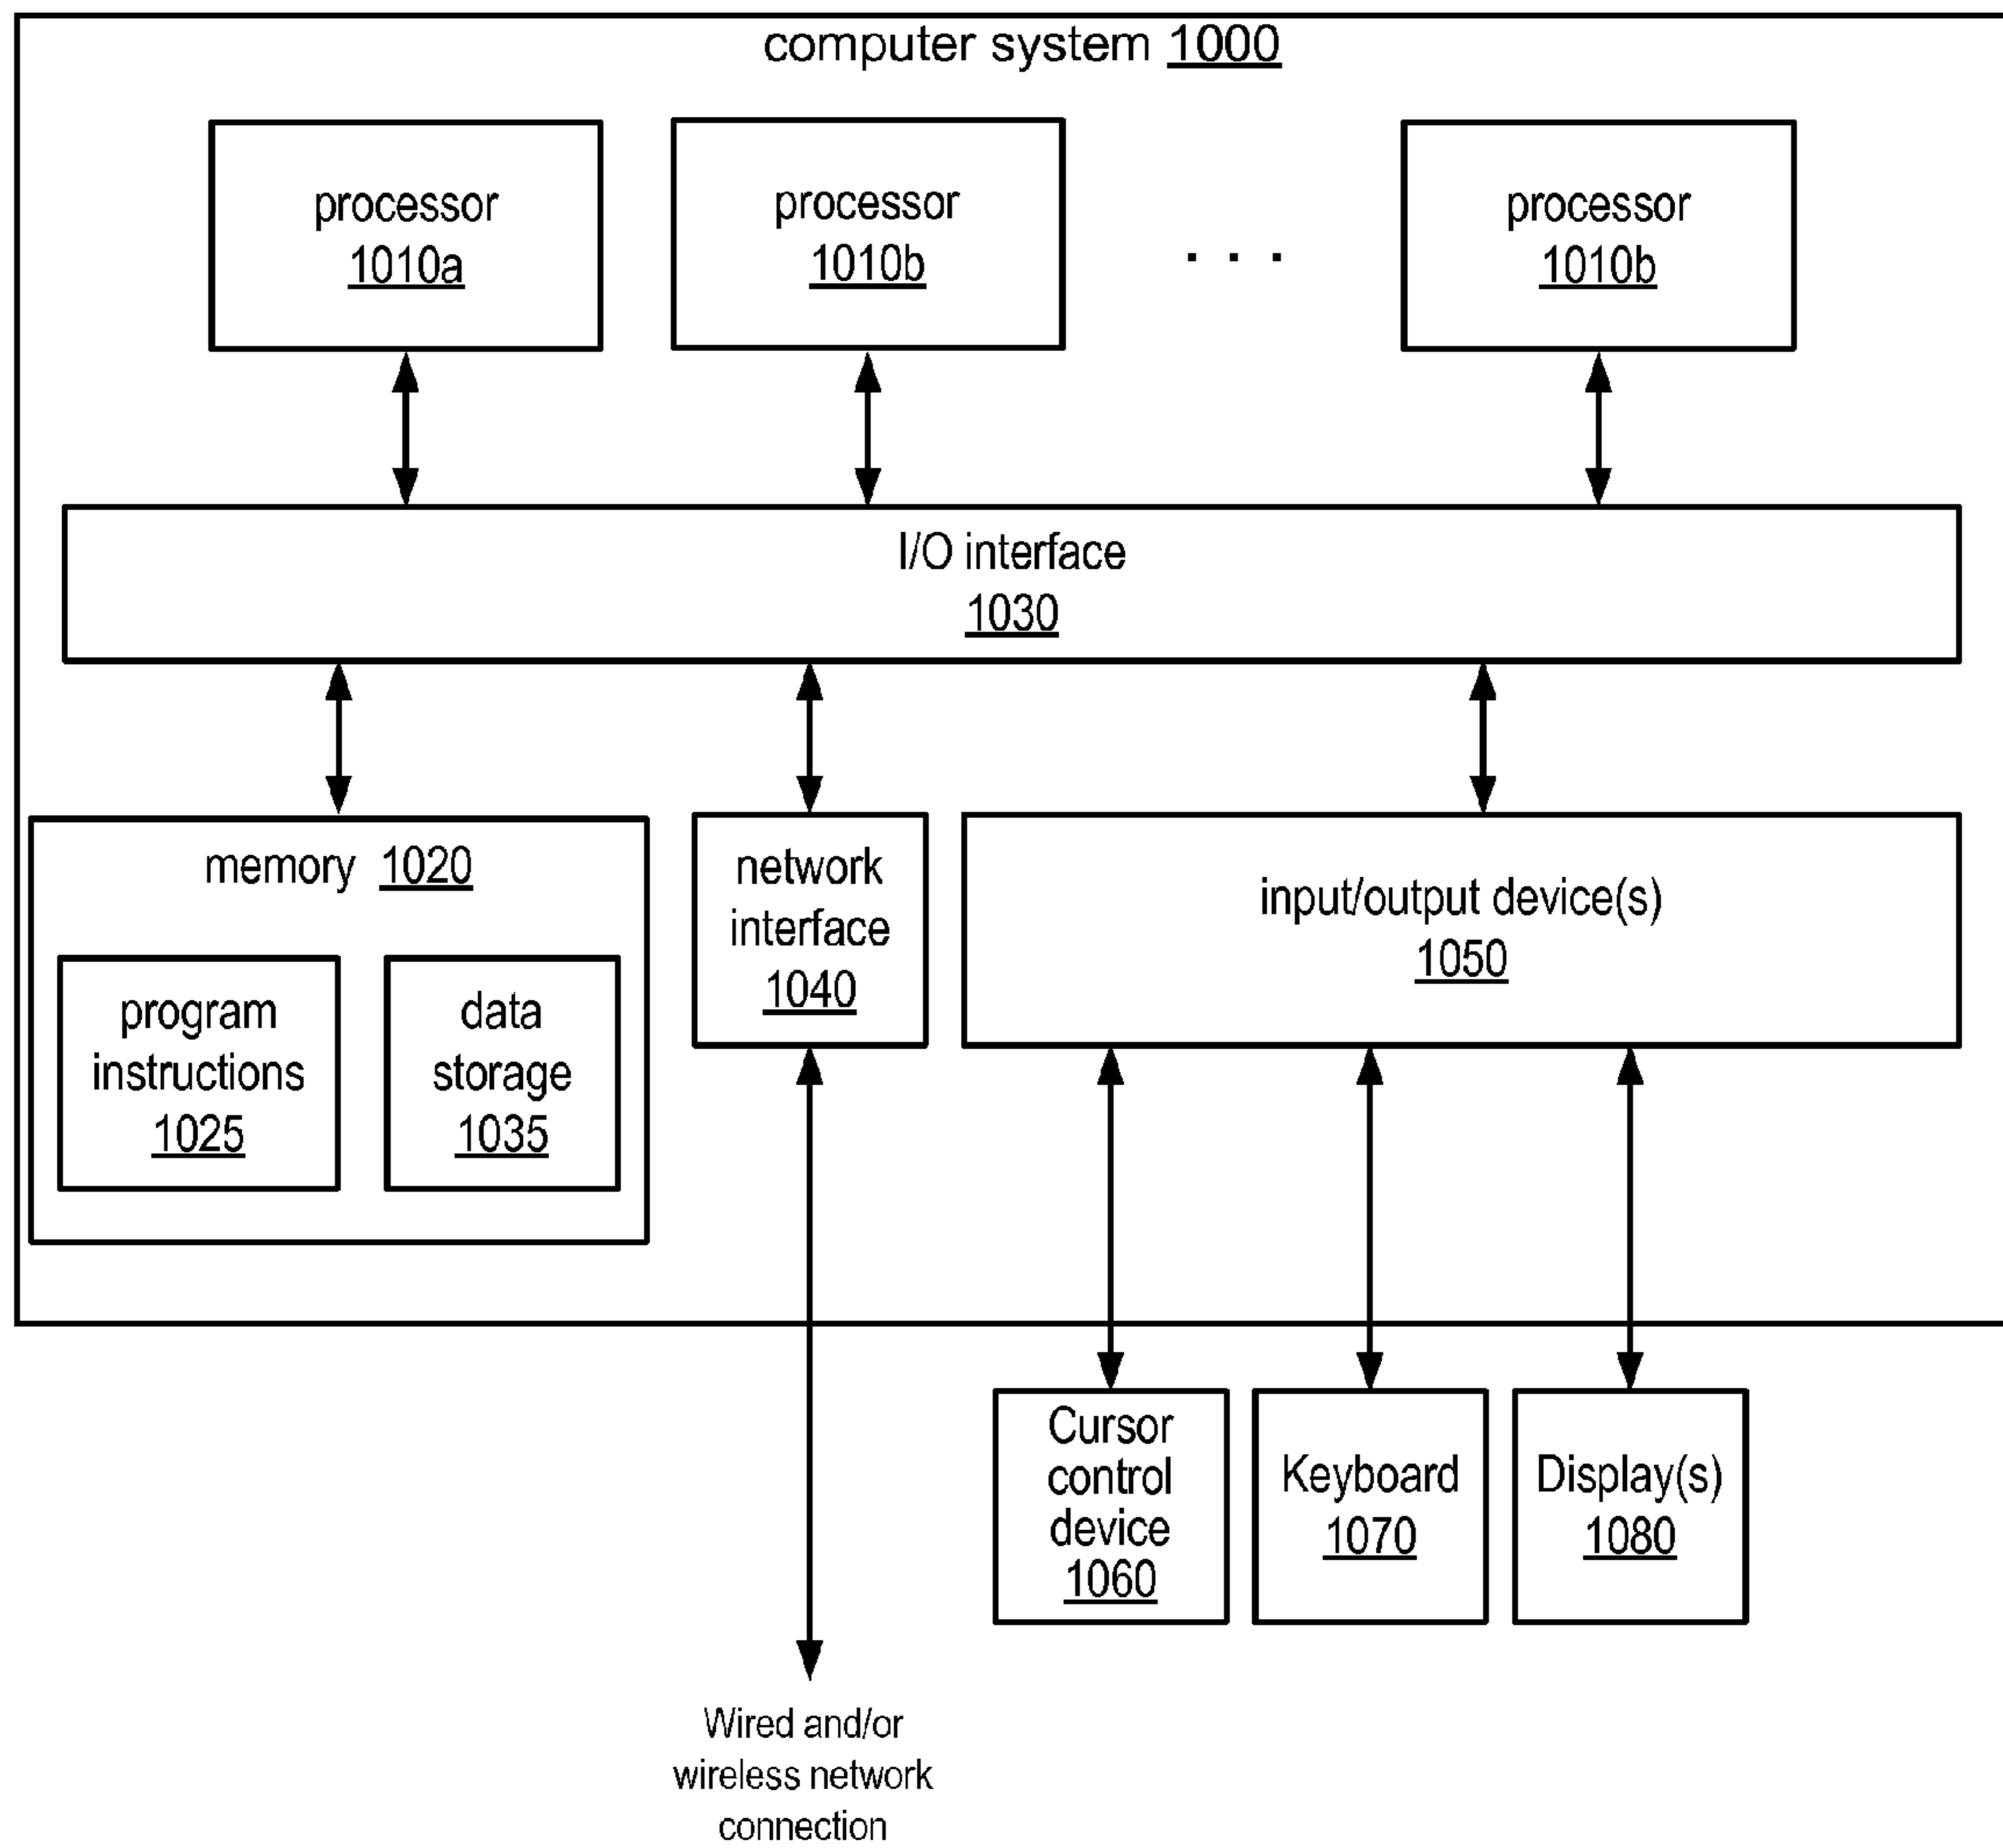 computer system 1000
processor
1010a
processor
1010b
. . .
processor
1010b
I/O interface
1030
memory 1020
program
instructions
1025
data
storage
1035
network
interface
1040
input/output device(s)
1050
Cursor
control
device
1060
Keyboard
1070
Display(s)
1080
Wired and/or
wireless network
connection